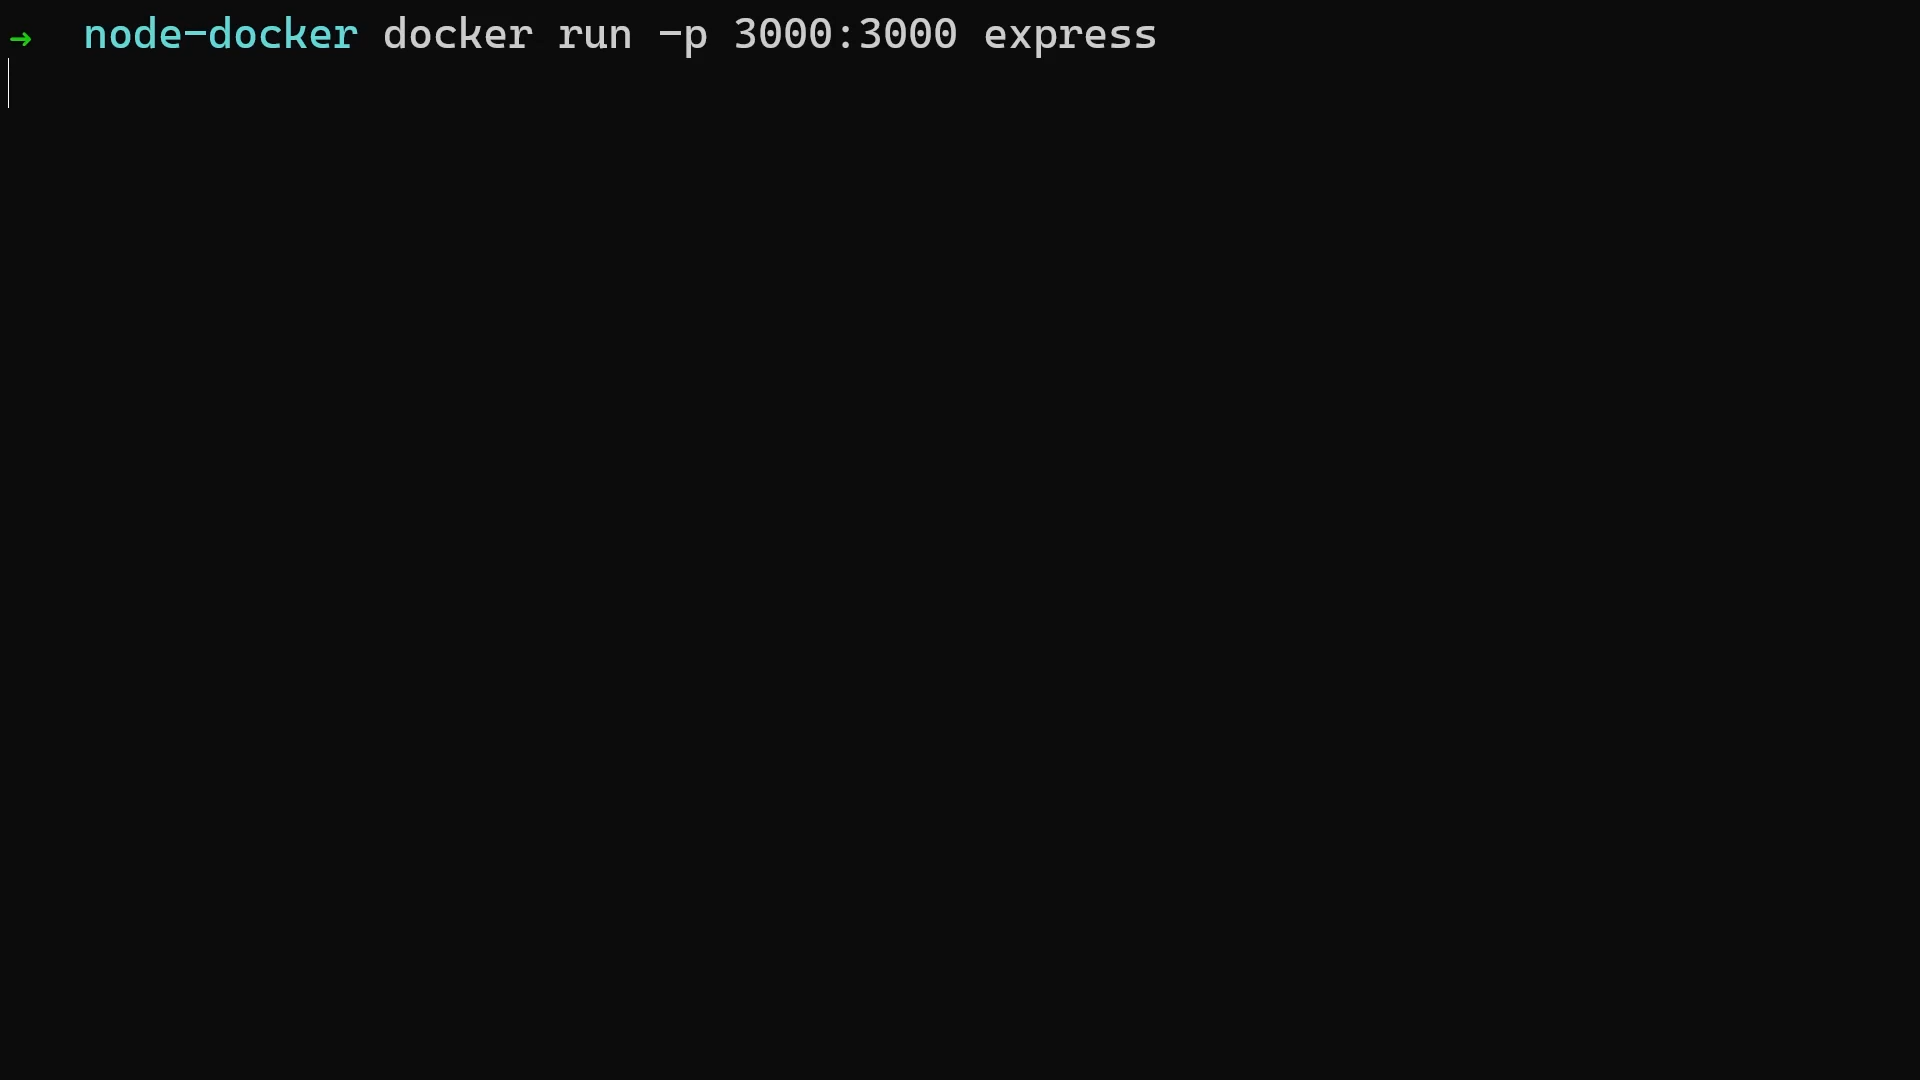 → node-docker docker run -p 3000:3000 express